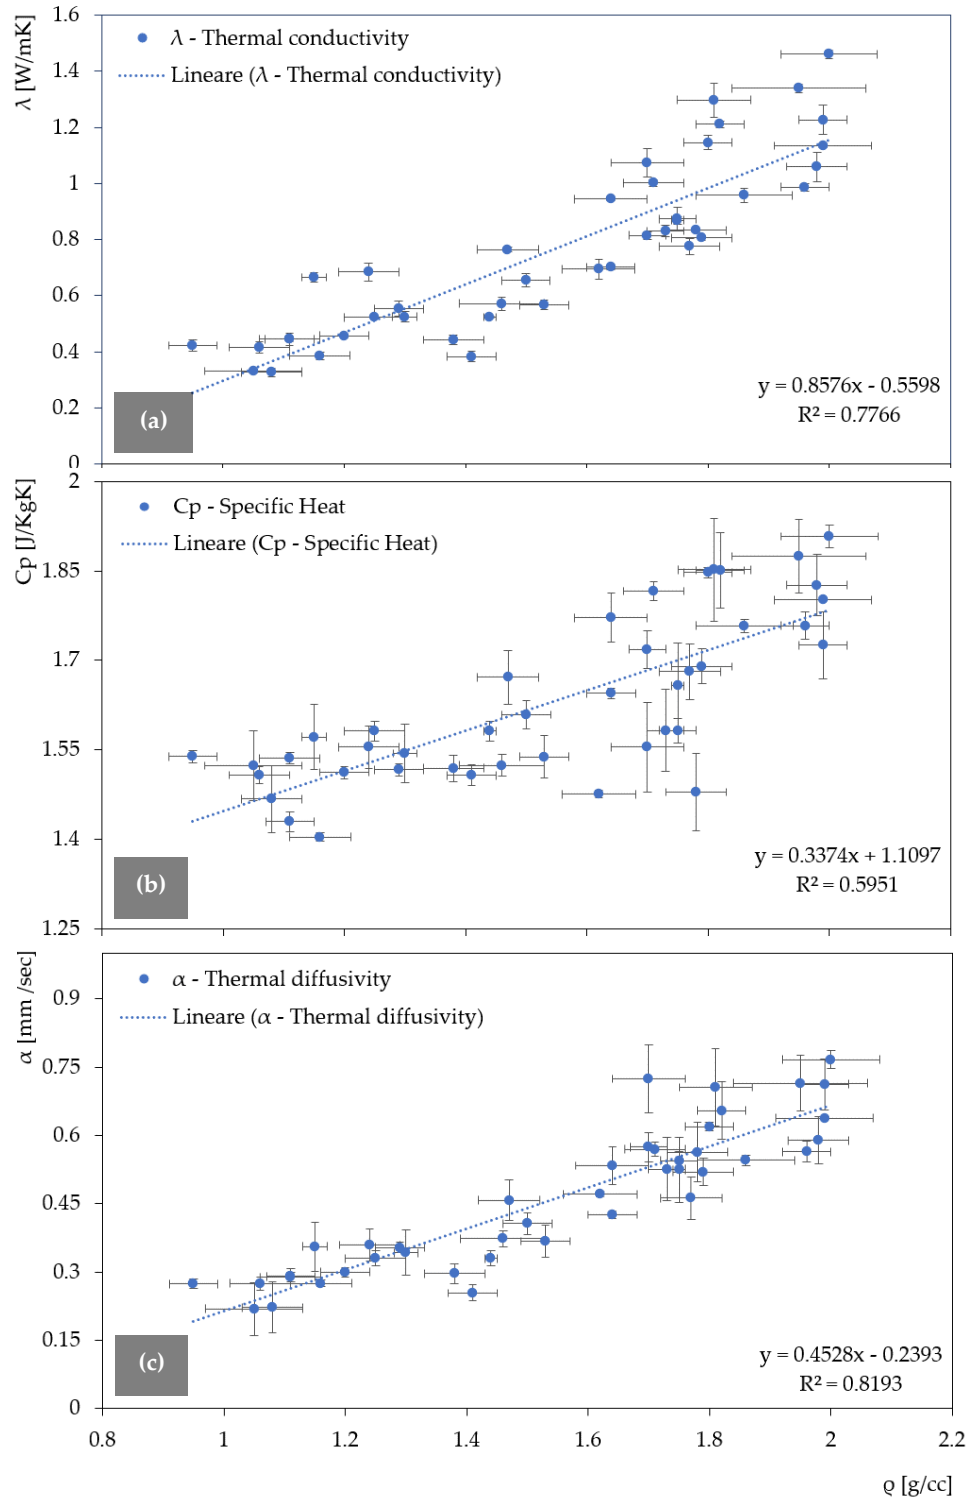 λ [W/mK]
1.6
1.4
1.2
1
0.8
0.6
0.4
0.2
0
λ - Thermal conductivity
Lineare (λ - Thermal conductivity)
y = 0.8576x - 0.5598
R² = 0.7766
(a)
Cp [J/KgK]
2
1.85
1.7
1.55
1.4
1.25
Cp - Specific Heat
Lineare (Cp - Specific Heat)
y = 0.3374x + 1.1097
R² = 0.5951
(b)
α [mm /sec]
0.9
0.75
0.6
0.45
0.3
0.15
0
α - Thermal diffusivity
Lineare (α - Thermal diffusivity)
y = 0.4528x - 0.2393
R² = 0.8193
(c)
0.8 1 1.2 1.4 1.6 1.8 2 2.2
ϱ [g/cc]